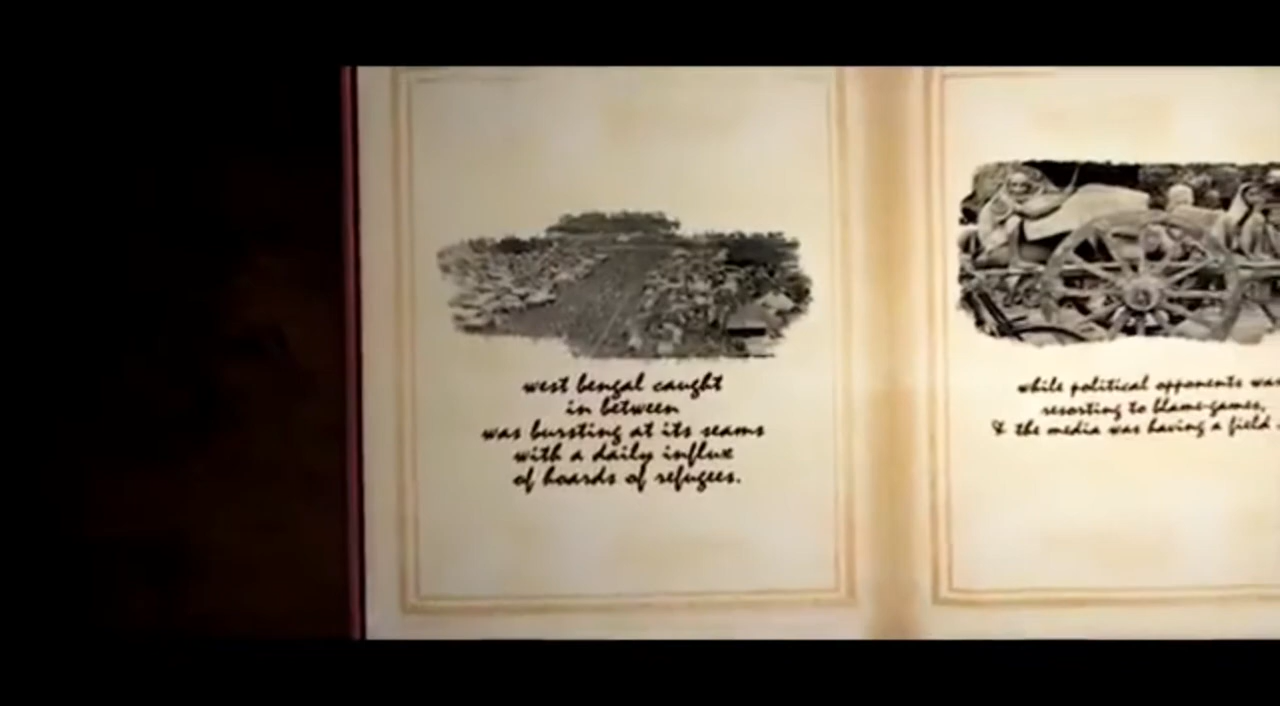 west bengal caught
in between
was bursting at its seams
with a daily influx
of hoards of refugees.
while political opponents was
resorting to blame-games,
& the media was having a field